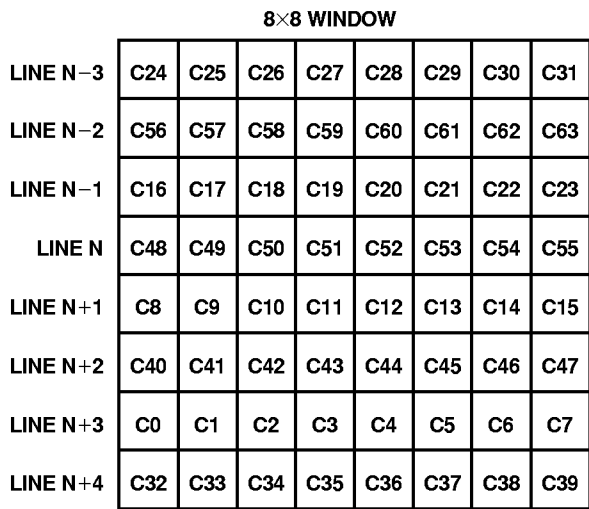 8×8 WINDOW
LINE N−3 C24 C25 C26 C27 C28 C29 C30 C31
LINE N−2 C56 C57 C58 C59 C60 C61 C62 C63
LINE N−1 C16 C17 C18 C19 C20 C21 C22 C23
LINE N C48 C49 C50 C51 C52 C53 C54 C55
LINE N+1 C8 C9 C10 C11 C12 C13 C14 C15
LINE N+2 C40 C41 C42 C43 C44 C45 C46 C47
LINE N+3 C0 C1 C2 C3 C4 C5 C6 C7
LINE N+4 C32 C33 C34 C35 C36 C37 C38 C39